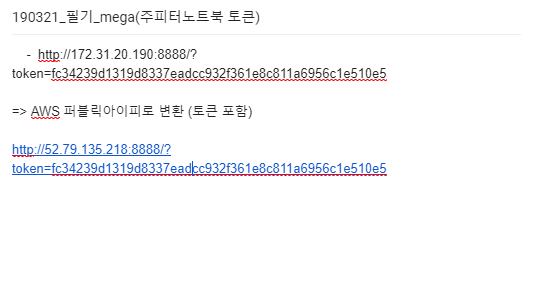 190321_필기_mega(주피터노트북 토큰)
- http://172.31.20.190:8888/?
token=fc34239d1319d8337eadcc932f361e8c811a6956c1e510e5
=> AWS 퍼블릭아이피로 변환 (토큰 포함)
http://52.79.135.218:8888/?
token=fc34239d1319d8337eadcc932f361e8c811a6956c1e510e5